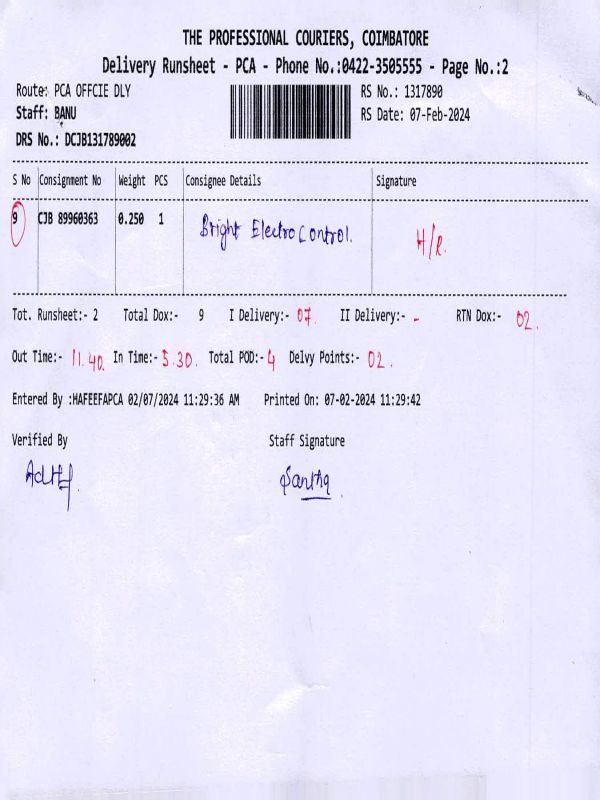 THE PROFESSIONAL COURIERS, COIMBATORE
Delivery Runsheet - PCA - Phone No.:0422-3505555 - Page No.:2
Route: PCA OFFCIE DLY RS No.: 1317890
Staff: BANU RS Date: 07-Feb-2024
DRS No.: DCJB131789002
S No Consignment No Weight PCS Consignee Details Signature
9 CJB 89960363 0.250 1 Bright Electro Control. H/R.
Tot. Runsheet:- 2 Total Dox:- 9 I Delivery:- 07. II Delivery:- - RTN Dox:- 02.
Out Time:- 11.40. In Time:- 5.30. Total POD:- 4 Delvy Points:- 02.
Entered By :HAFEEFAPCA 02/07/2024 11:29:36 AM Printed On: 07-02-2024 11:29:42
Verified By Staff Signature